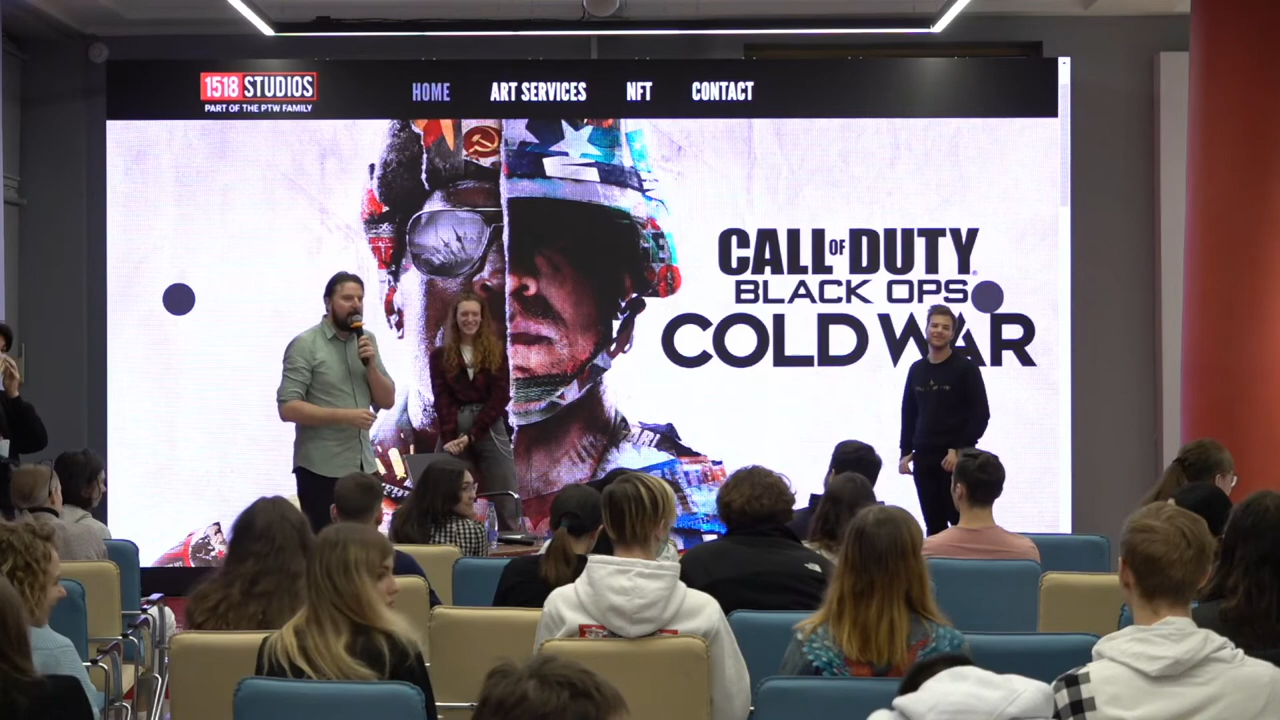 1518 STUDIOS
PART OF THE PTW FAMILY
HOME ART SERVICES NFT CONTACT
CALL OF DUTY
BLACK OPS
COLD WAR